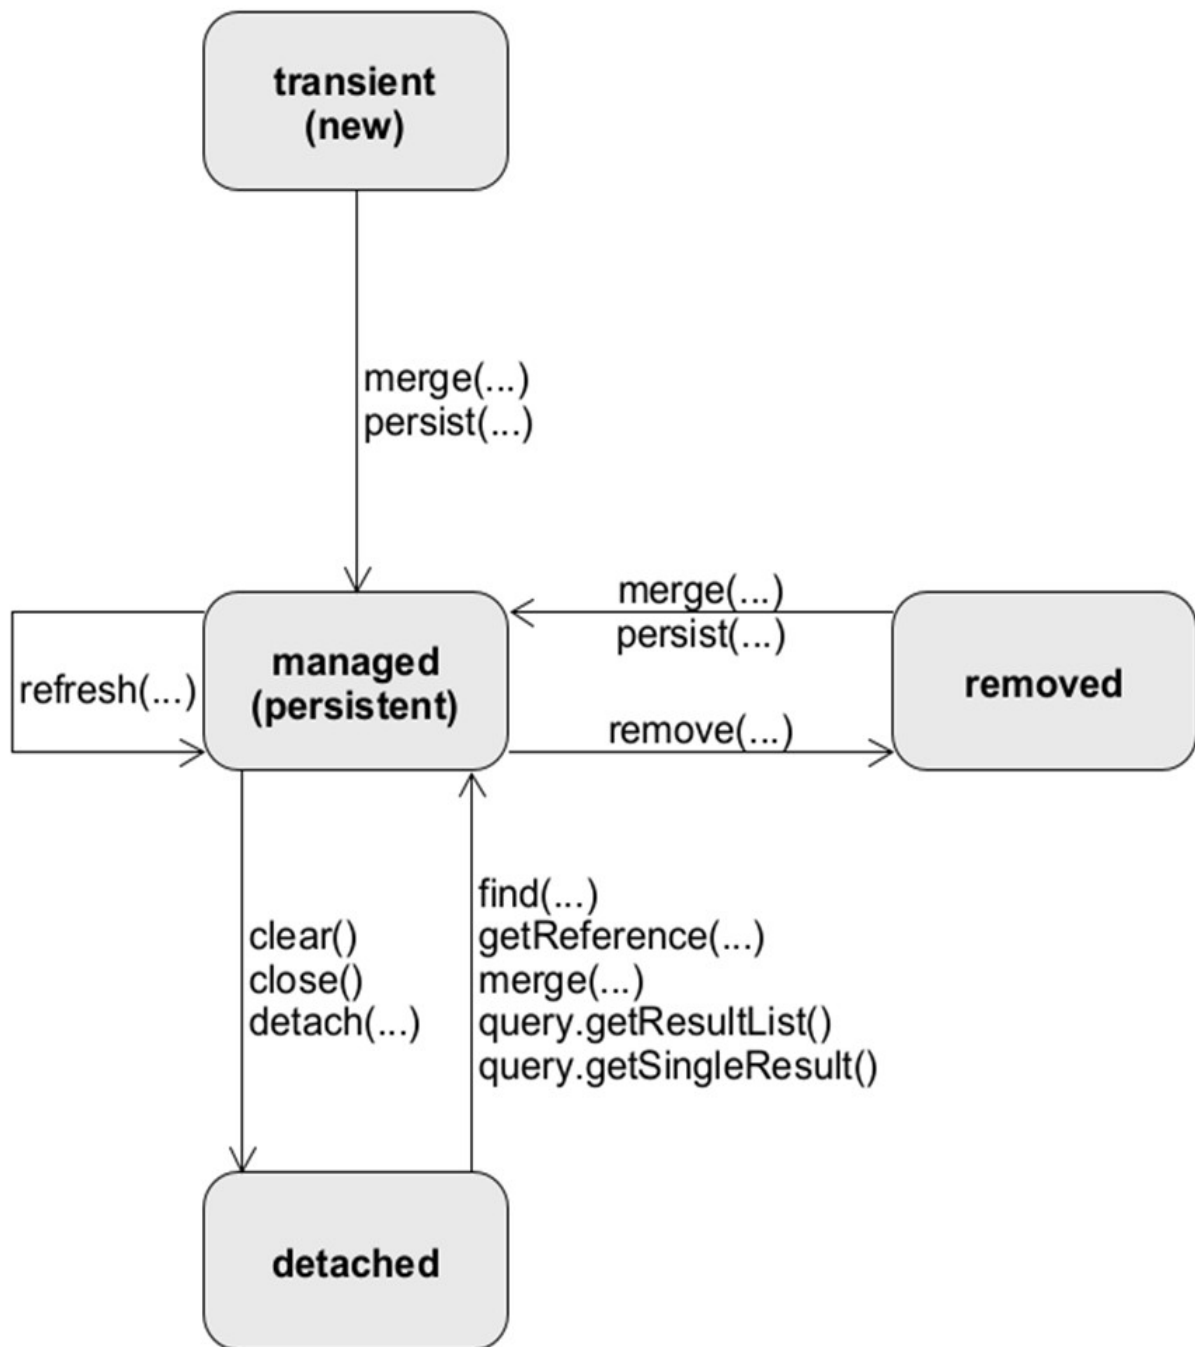 transient
(new)
merge(...)
persist(...)
merge(...)
persist(...)
managed
(persistent)
removed
refresh(...)
remove(...)
find(...)
clear()
getReference(...)
close()
merge(...)
detach(...)
query.getResultList()
query.getSingleResult()
detached